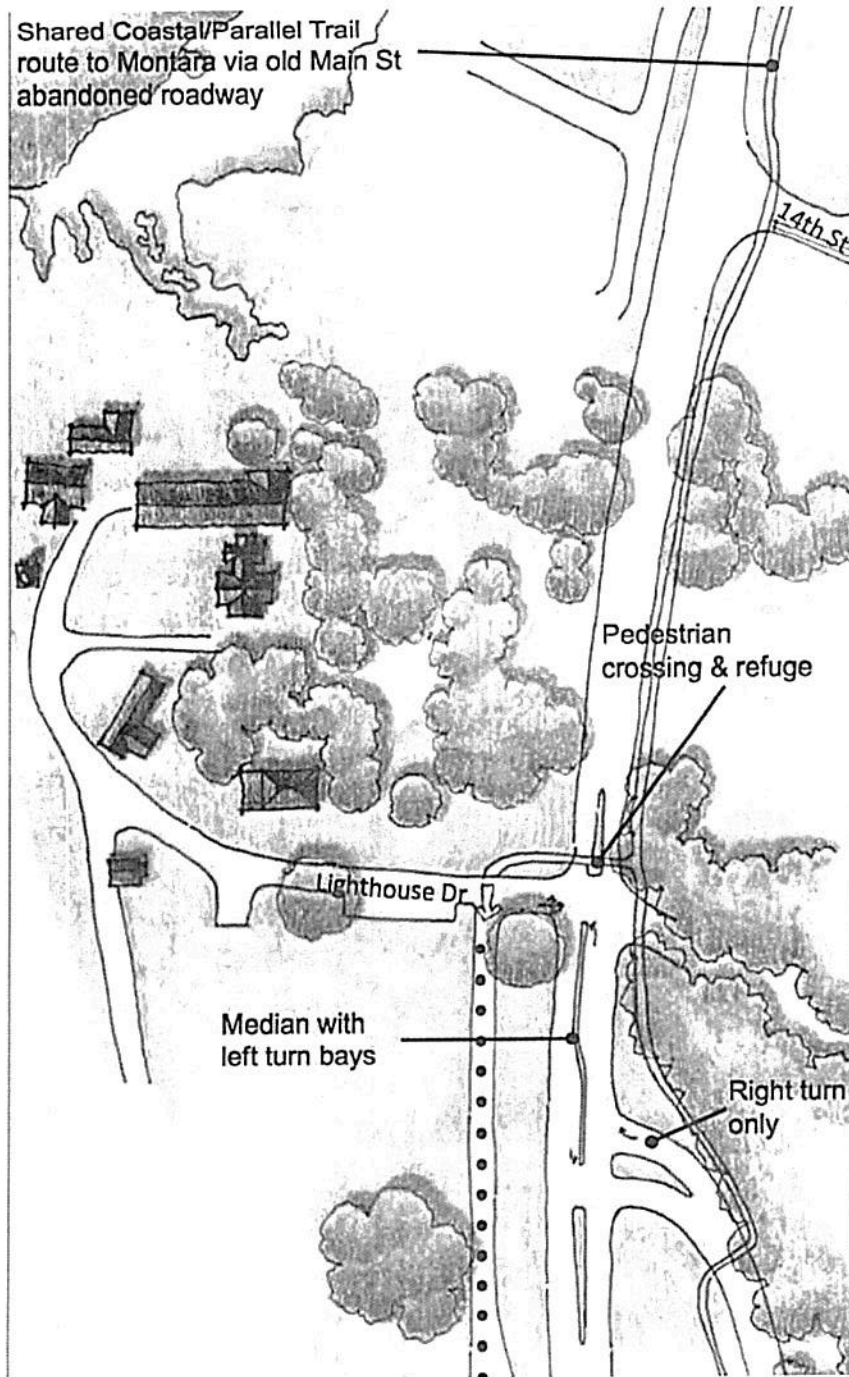 Shared Coastal/Parallel Trail
route to Montara via old Main St
abandoned roadway
14th St
Pedestrian
crossing & refuge
Lighthouse Dr
Median with
left turn bays
Right turn
only